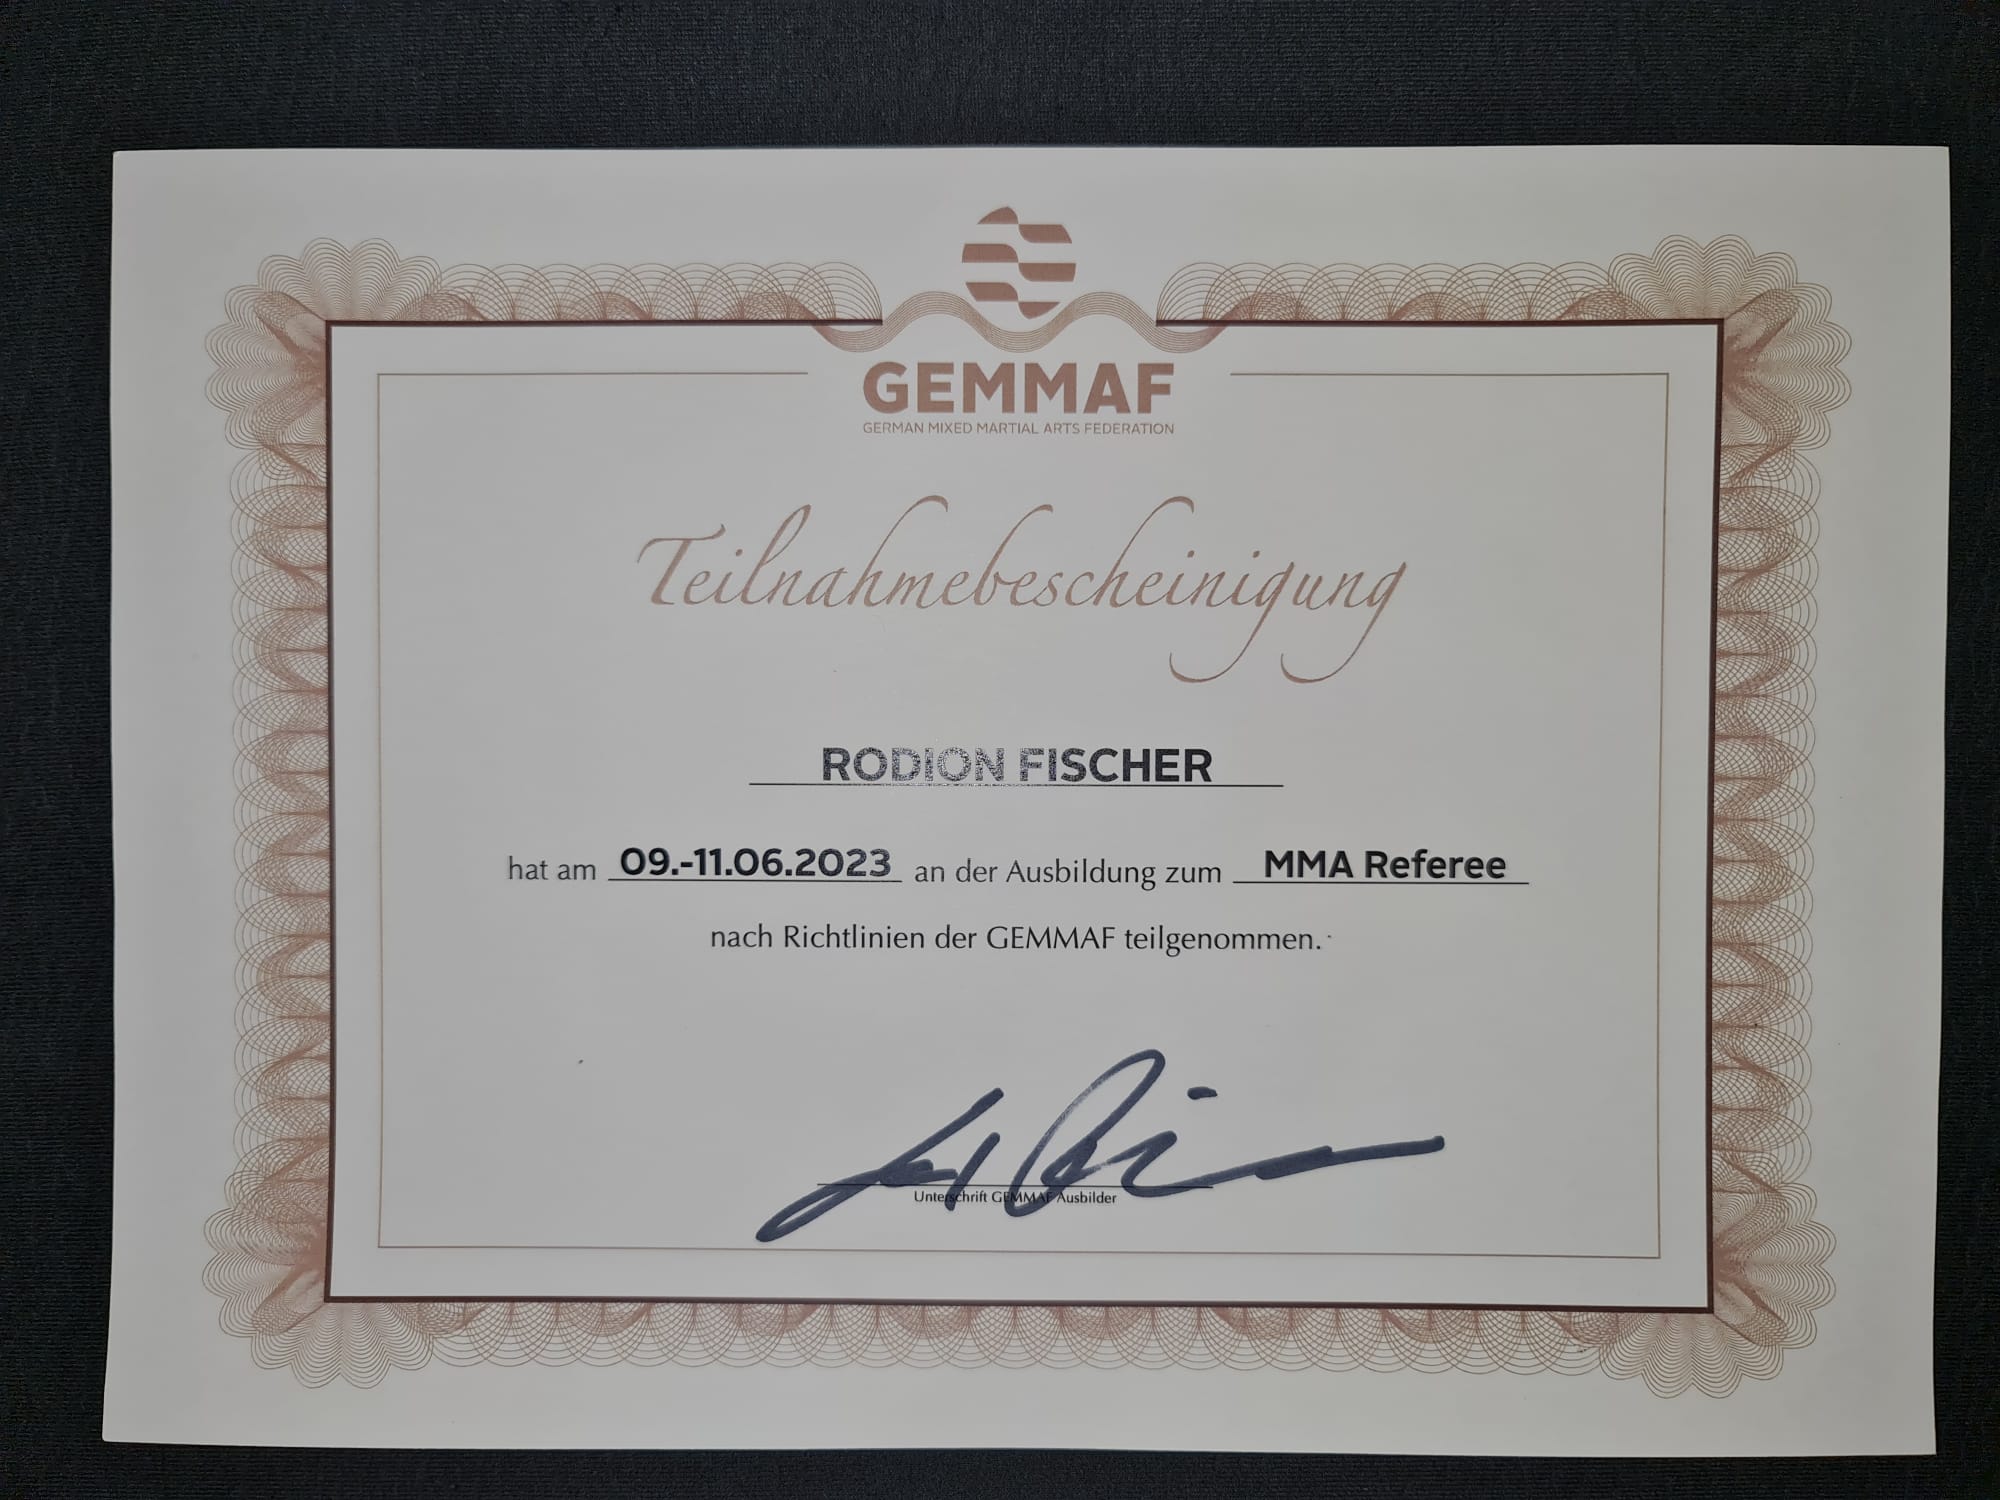 GEMMAF
GERMAN MIXED MARTIAL ARTS FEDERATION
Teilnahmebescheinigung
RODION FISCHER
hat am 09.-11.06.2023 an der Ausbildung zum MMA Referee
nach Richtlinien der GEMMAF teilgenommen.
Unterschrift GEMMAF Ausbilder